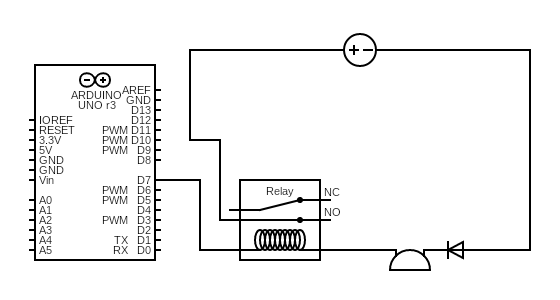 ARDUINO
UNO r3
AREF
GND
D13
IOREF D12
RESET PWM D11
3.3V PWM D10
5V PWM D9
GND D8
GND
Vin D7
PWM D6
A0 PWM D5
A1 D4
A2 PWM D3
A3 D2
A4 TX D1
A5 RX D0
Relay
NC
NO